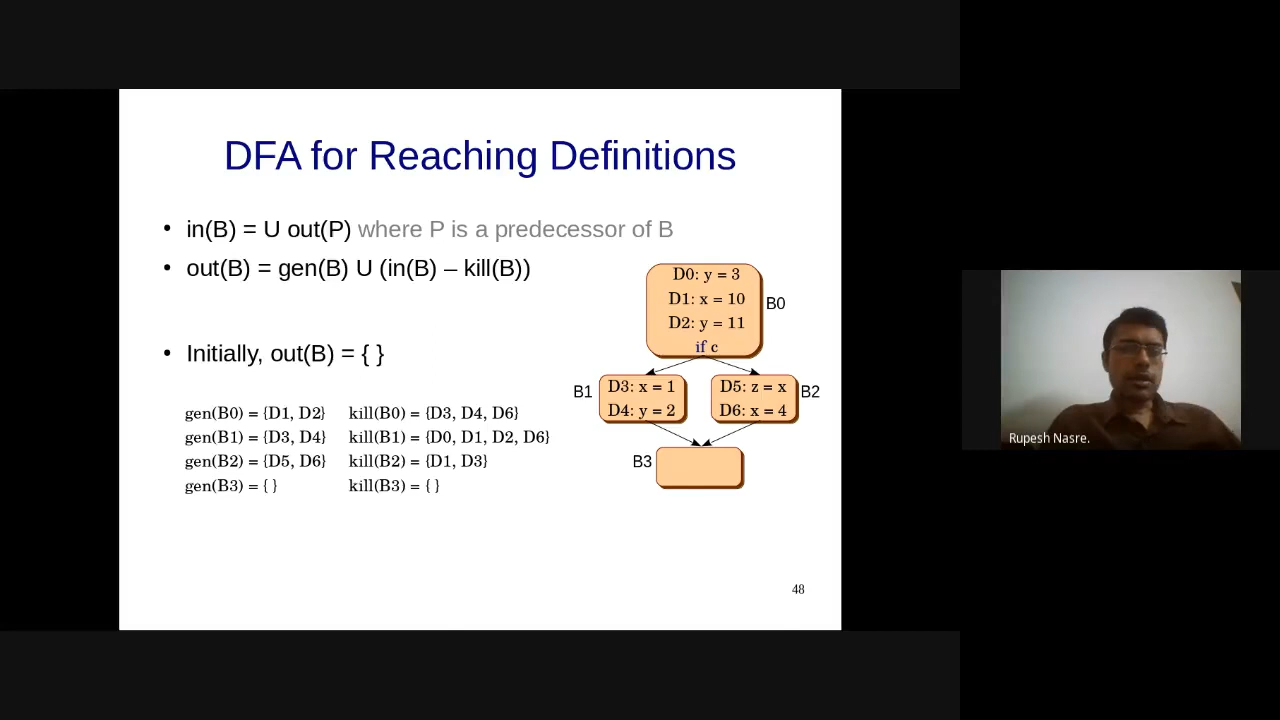 DFA for Reaching Definitions
• in(B) = U out(P) where P is a predecessor of B
• out(B) = gen(B) U (in(B) – kill(B))
• Initially, out(B) = { }
gen(B0) = {D1, D2} kill(B0) = {D3, D4, D6}
gen(B1) = {D3, D4} kill(B1) = {D0, D1, D2, D6}
gen(B2) = {D5, D6} kill(B2) = {D1, D3}
gen(B3) = { } kill(B3) = { }
D0: y = 3
D1: x = 10
D2: y = 11
if c
B0
B1
D3: x = 1
D4: y = 2
D5: z = x
D6: x = 4
B2
B3
48
Rupesh Nasre.